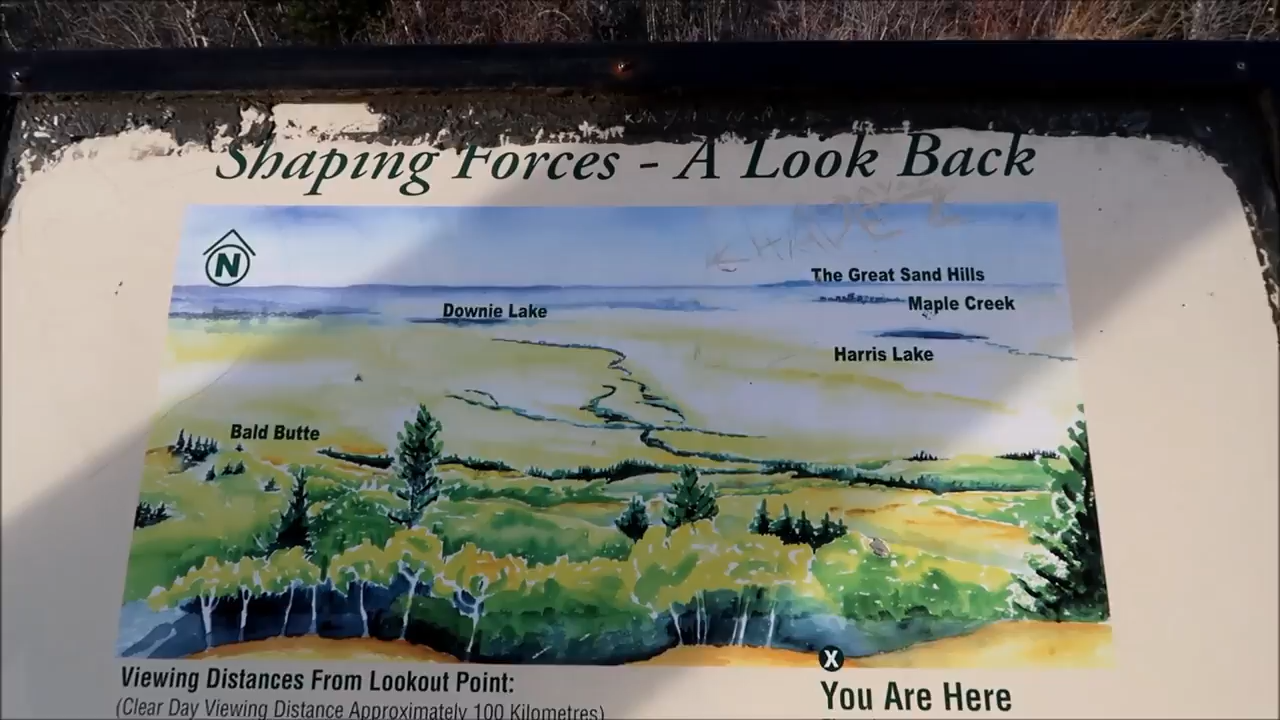 Shaping Forces - A Look Back
N
The Great Sand Hills
Maple Creek
Downie Lake
Harris Lake
Bald Butte
X
Viewing Distances From Lookout Point:
(Clear Day Viewing Distance Approximately 100 Kilometres)
You Are Here